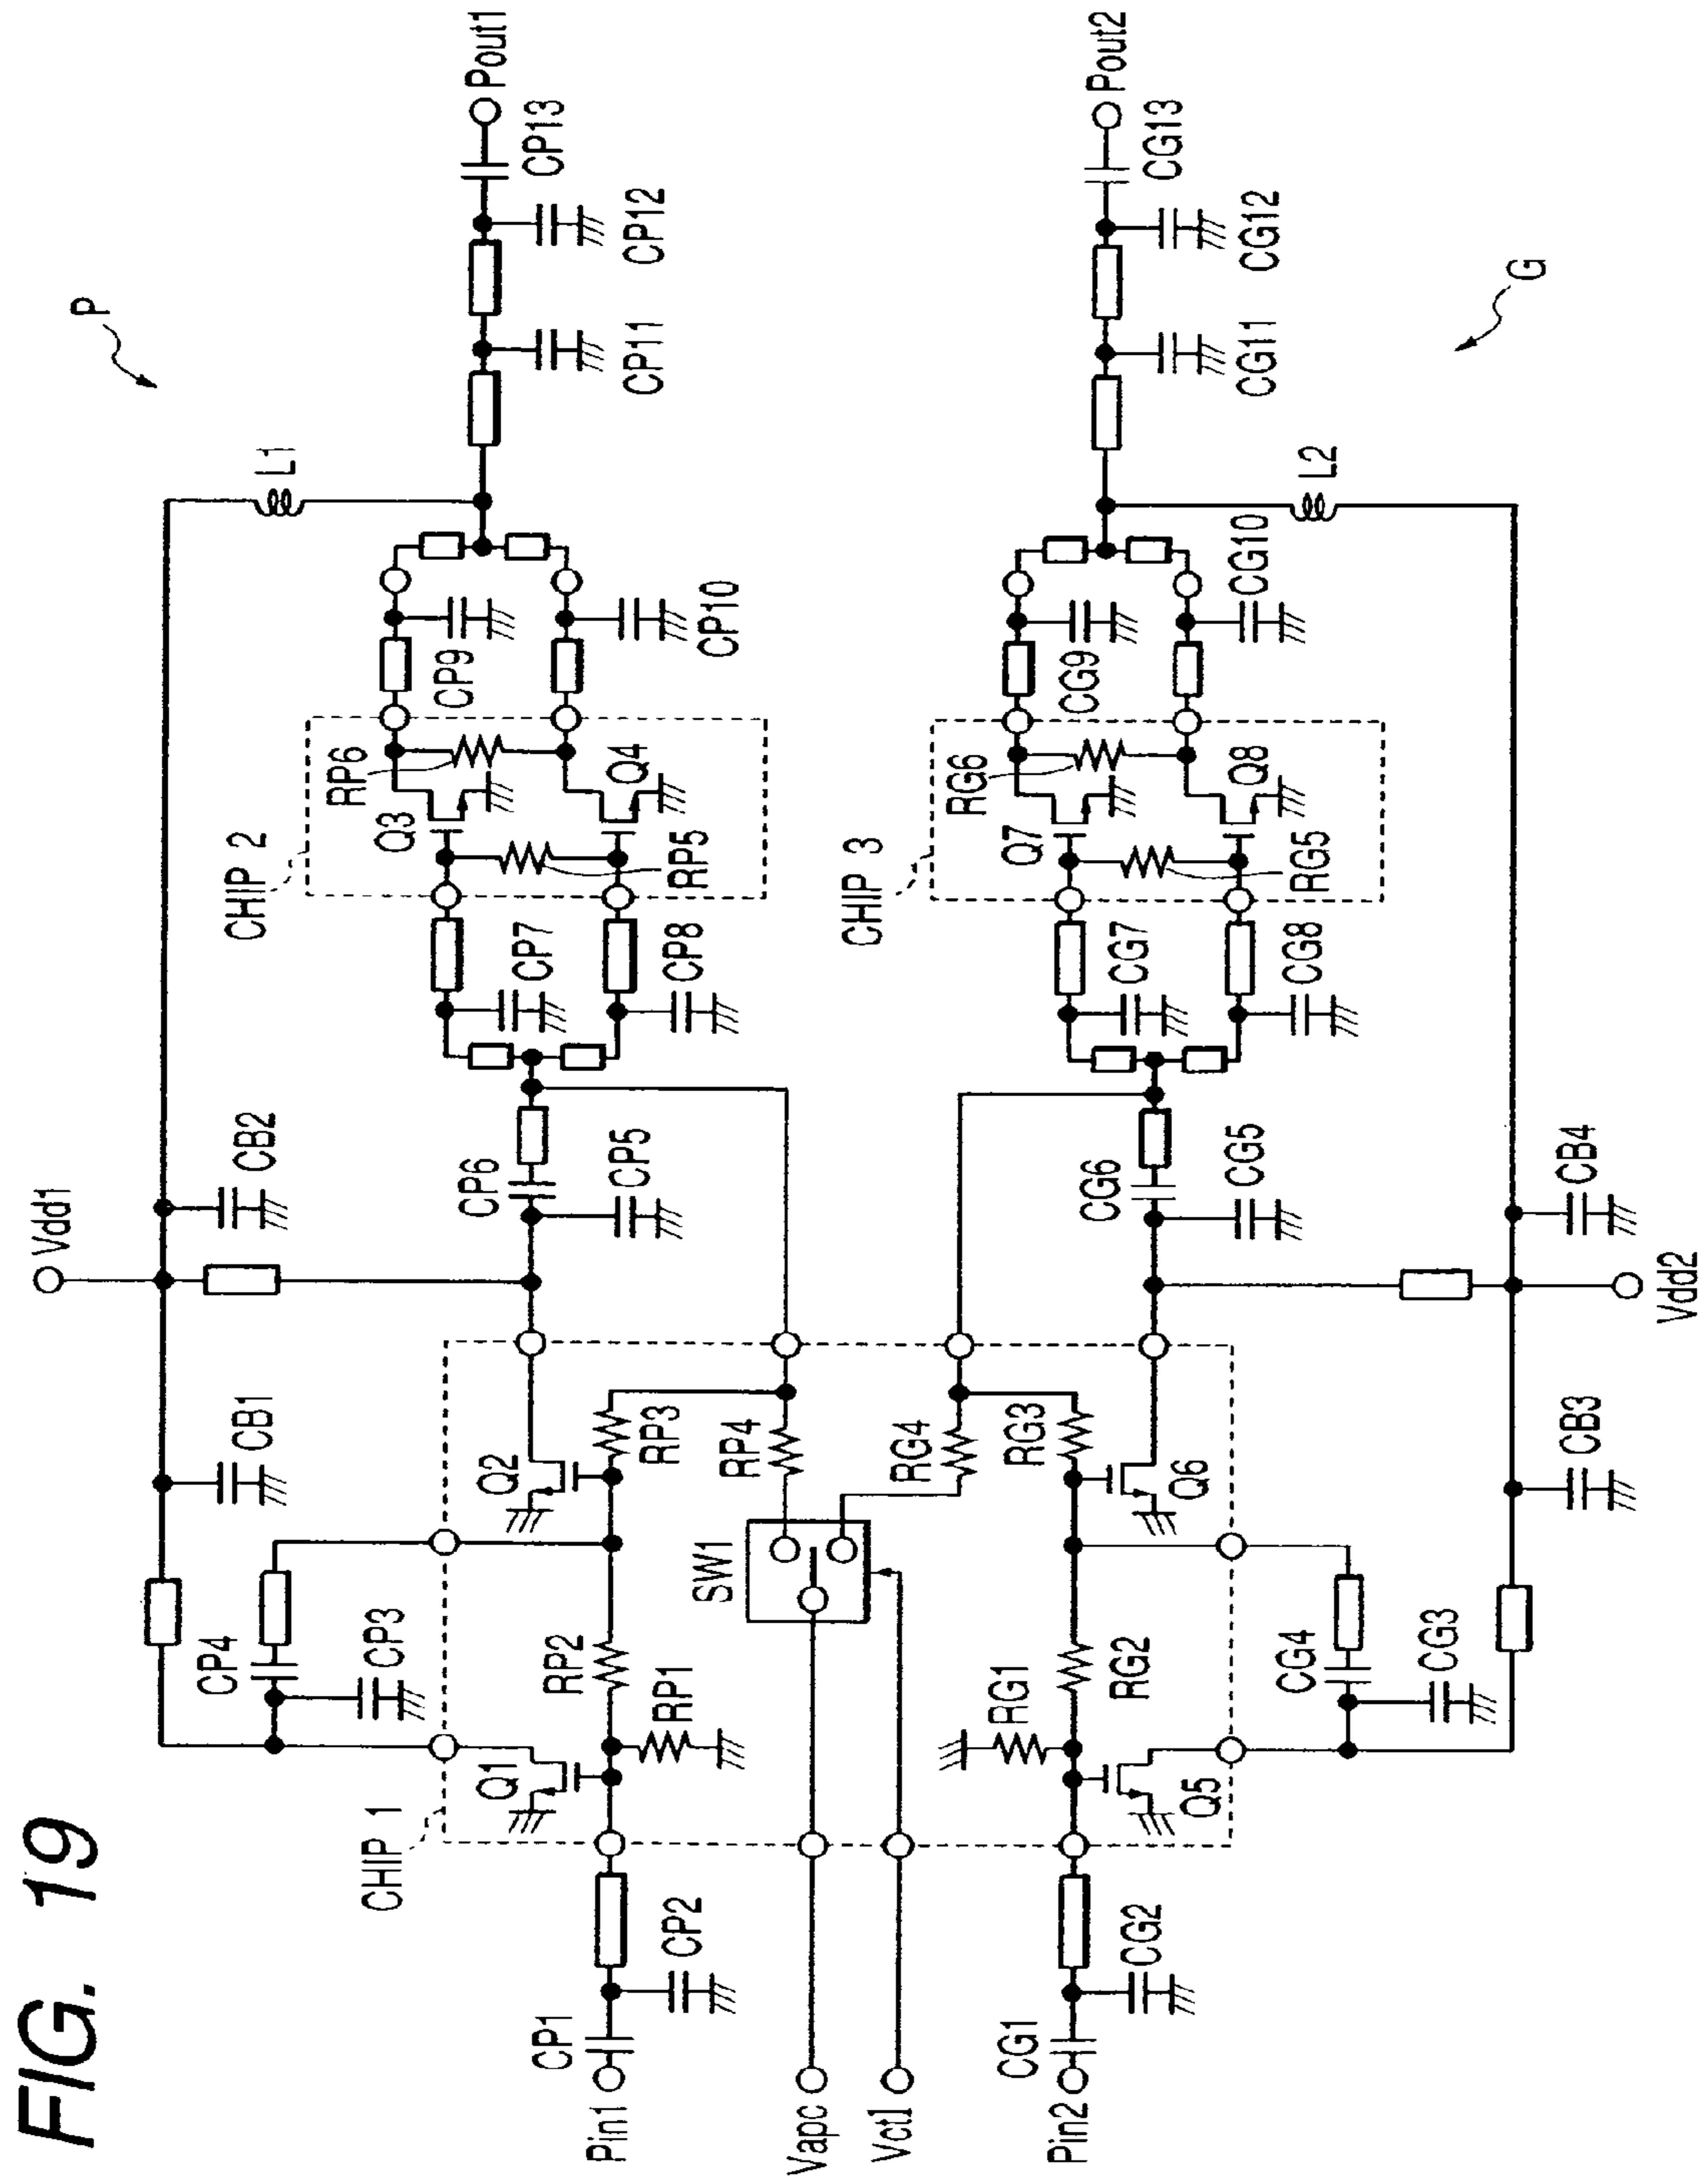 FIG. 19
P
Vdd1
Pout1
L1
CB1
CB2
CP4
CP3
CHIP 1
Q1
Q2
RP2
RP1
RP3
RP4
CP1
CP2
Pin1
CP6
CP5
CHIP 2
CP7
CP8
Q3
Q4
RP5
RP6
CP9
CP10
CP11
CP12
CP13
SW1
Vapc
Vctl
G
Pin2
CG1
CG2
RG1
RG2
RG3
RG4
Q5
Q6
CG4
CG3
CG6
CG5
CHIP 3
CG7
CG8
Q7
Q8
RG5
RG6
CG9
CG10
CG11
CG12
CG13
Pout2
L2
CB3
CB4
Vdd2